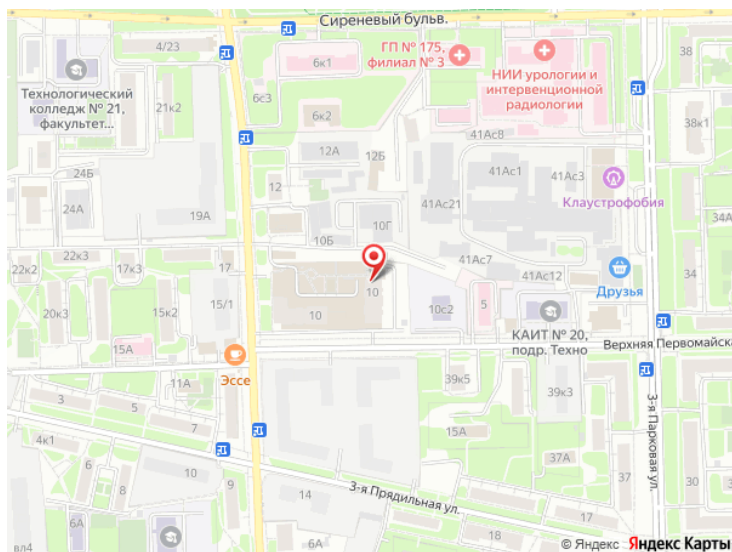 Сиреневый бульв.
4/23
6к1
ГП № 175,
филиал № 3
38
Технологический
колледж № 21,
факультет...
21к2
6с3
НИИ урологии и
интервенционной
радиологии
6к2
38к1
41Ас8
12А
12Б
24Б
41Ас1
41Ас3
12
24А
19А
41Ас21
Клаустрофобия
34А
10Г
10Б
22к2
22к3
17к3
17
41Ас7
41Ас12
34
Друзья
10
20к3
15к2
15/1
10
10с2
5
КАИТ № 20,
подр. Техно
Верхняя Первомайска
15А
Эссе
11А
39к5
39к3
3
5
7
15А
3-я Парковая ул.
4к1
37А
6
8
10
9
14
3-я Прядильная ул.
37
30
6А
вл4
6А
17
18
© Яндекс Яндекс Карты